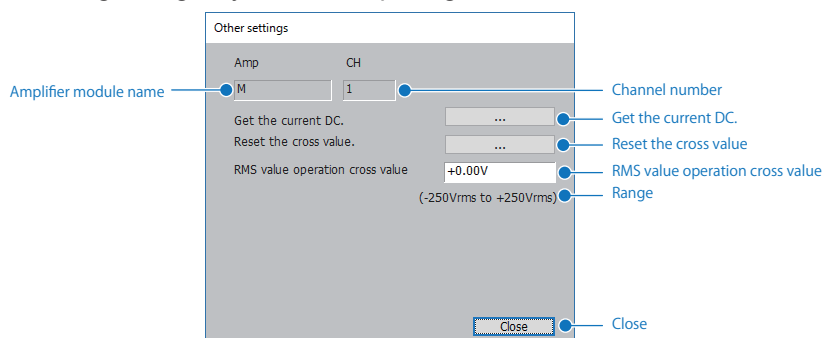 Other settings
Amp CH
Amplifier module name M 1 Channel number
Get the current DC. ... Get the current DC.
Reset the cross value. ... Reset the cross value
RMS value operation cross value +0.00V RMS value operation cross value
(-250Vrms to +250Vrms) Range
Close Close